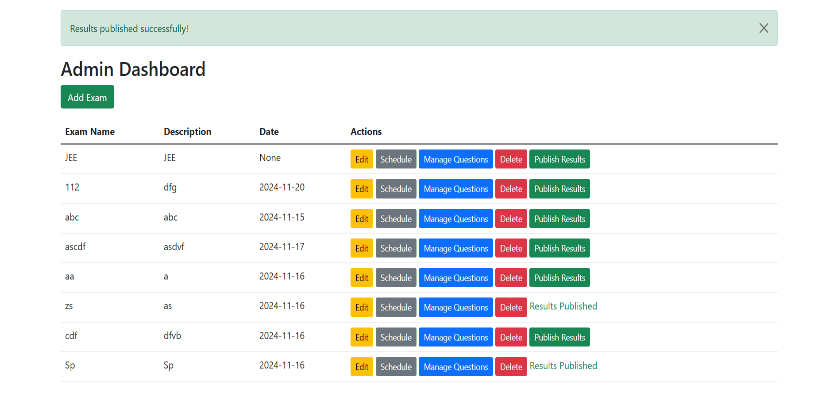 Results published successfully!
Admin Dashboard
Add Exam
Exam Name Description Date Actions
JEE JEE None Edit Schedule Manage Questions Delete Publish Results
112 dfg 2024-11-20 Edit Schedule Manage Questions Delete Publish Results
abc abc 2024-11-15 Edit Schedule Manage Questions Delete Publish Results
ascdf asdvf 2024-11-17 Edit Schedule Manage Questions Delete Publish Results
aa a 2024-11-16 Edit Schedule Manage Questions Delete Publish Results
zs as 2024-11-16 Edit Schedule Manage Questions Delete Results Published
cdf dfvb 2024-11-16 Edit Schedule Manage Questions Delete Publish Results
Sp Sp 2024-11-16 Edit Schedule Manage Questions Delete Results Published